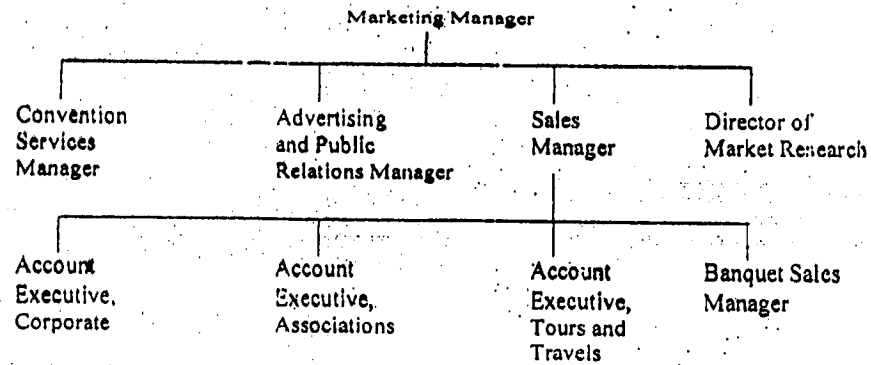 Marketing Manager
Convention
Services
Manager
Advertising
and Public
Relations Manager
Sales
Manager
Director of
Market Research
Account
Executive,
Corporate
Account
Executive,
Associations
Account
Executive,
Tours and
Travels
Banquet Sales
Manager